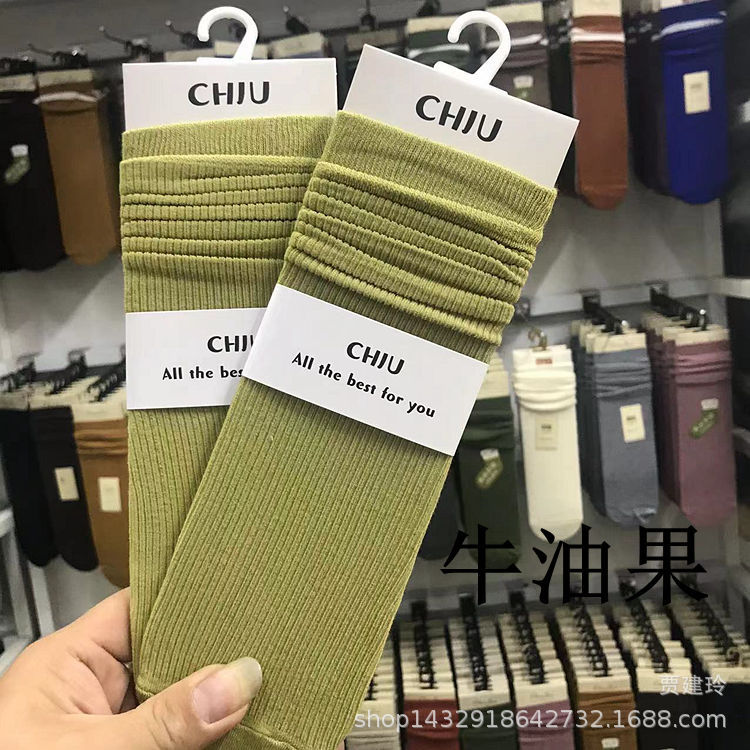 CHJU
CHJU
CHJU
All the bes
CHJU
All the best for you
牛油果
贾建玲
shop1432918642732.1688.com